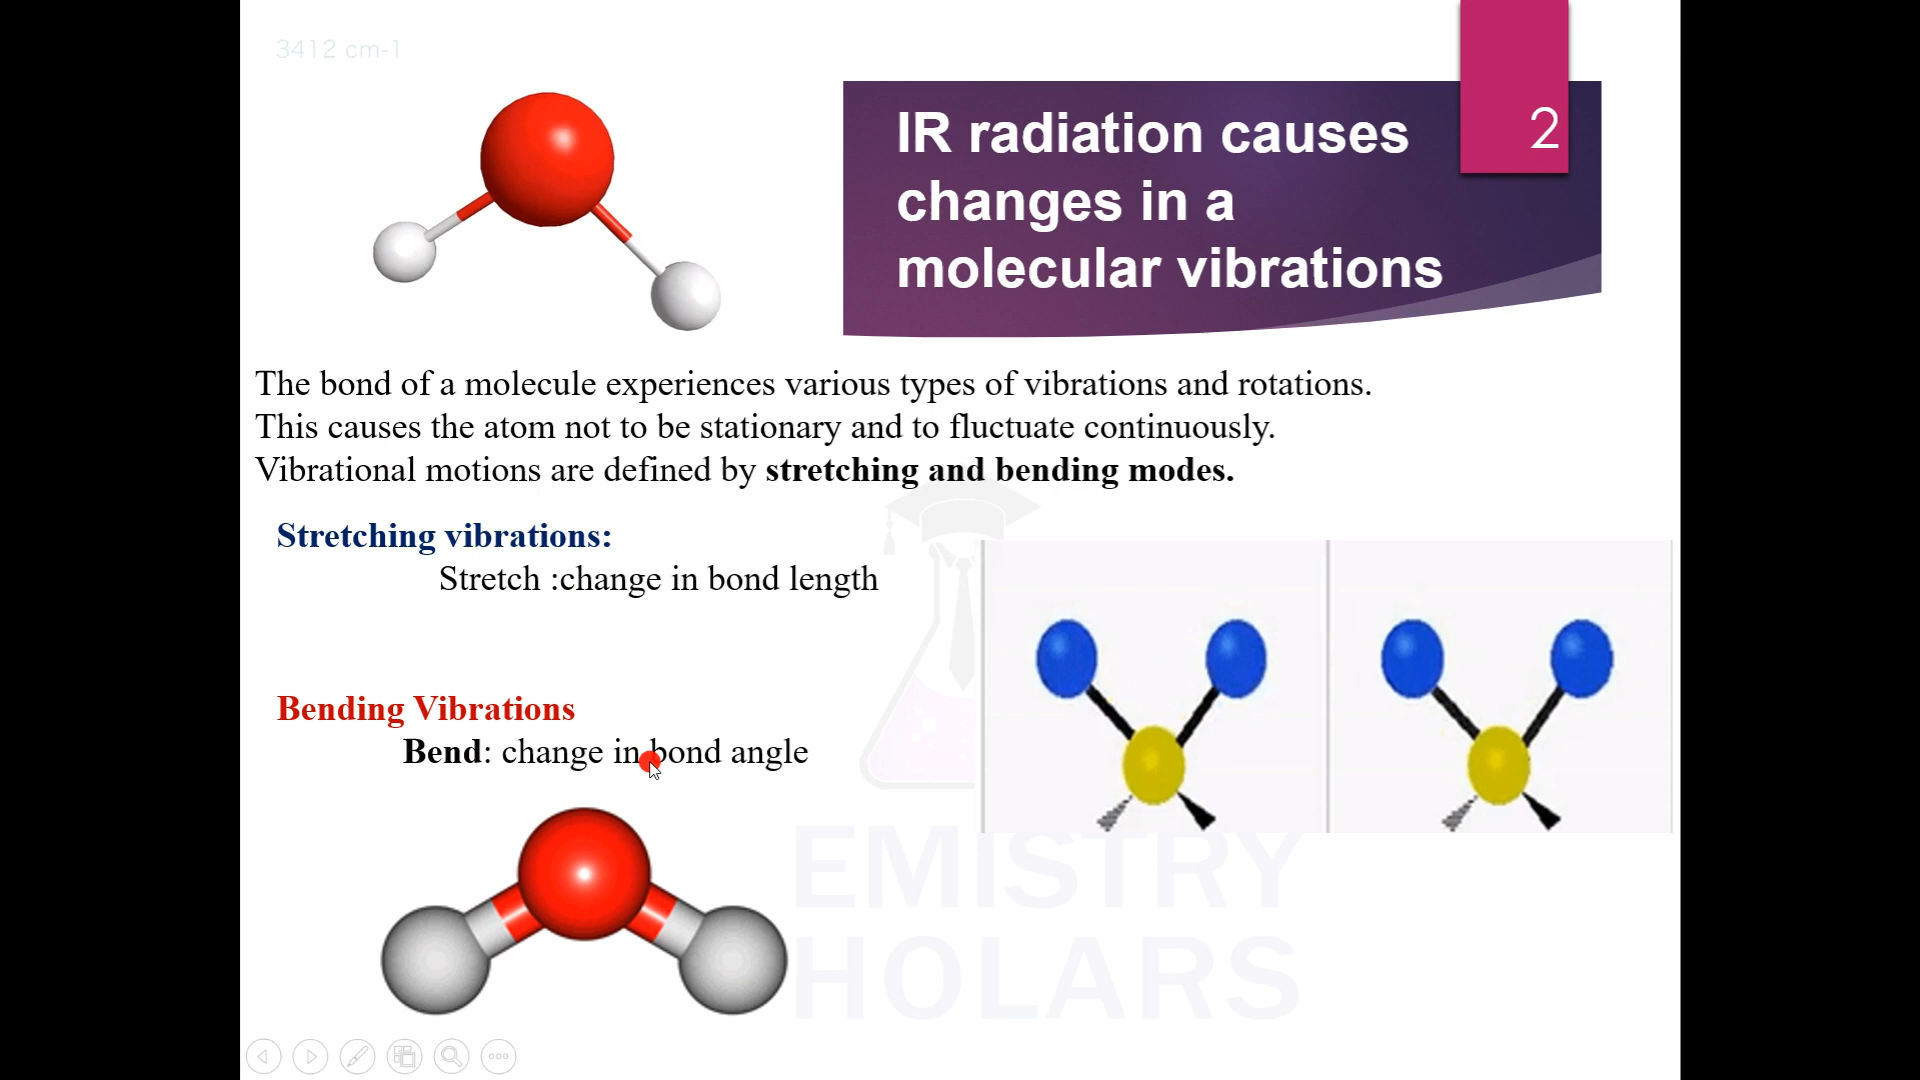 3412 cm-1
IR radiation causes
changes in a
molecular vibrations
2
The bond of a molecule experiences various types of vibrations and rotations.
This causes the atom not to be stationary and to fluctuate continuously.
Vibrational motions are defined by stretching and bending modes.
Stretching vibrations:
Stretch :change in bond length
Bending Vibrations
Bend: change in bond angle
EMISTRY
HOLARS